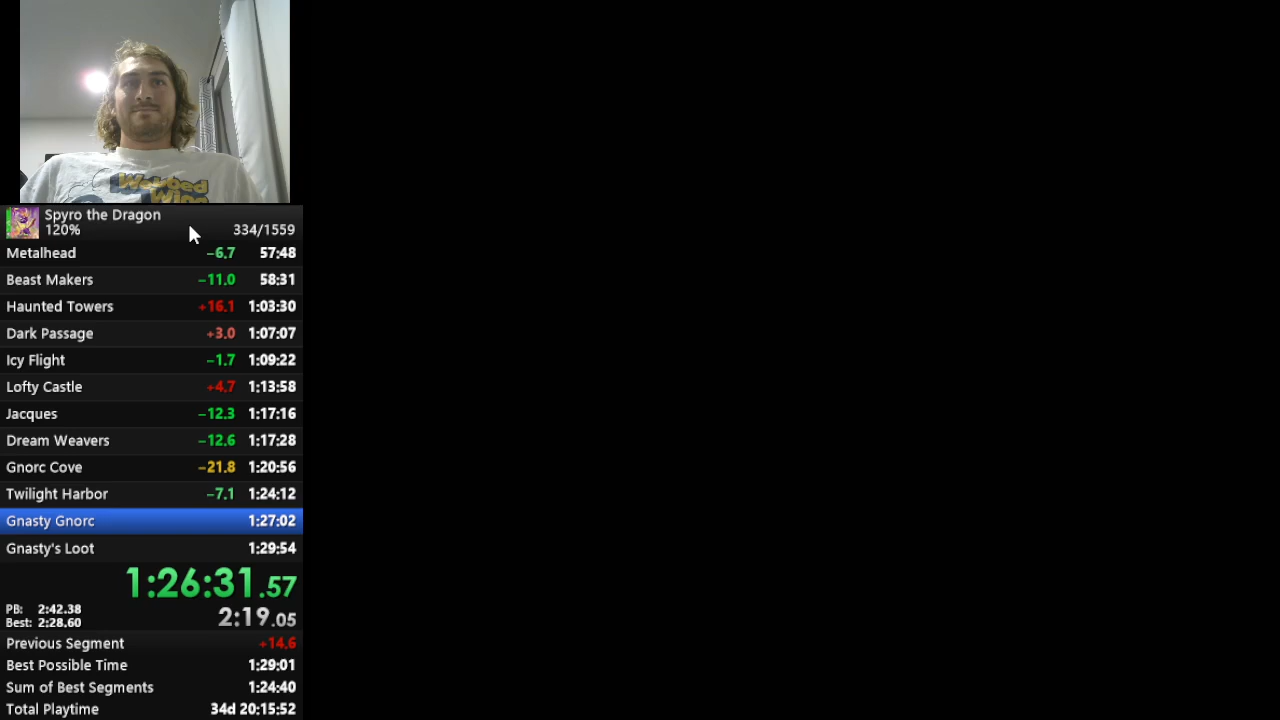 Webbed
Wing
Spyro the Dragon
120% 334/1559
Metalhead −6.7 57:48
Beast Makers −11.0 58:31
Haunted Towers +16.1 1:03:30
Dark Passage +3.0 1:07:07
Icy Flight −1.7 1:09:22
Lofty Castle +4.7 1:13:58
Jacques −12.3 1:17:16
Dream Weavers −12.6 1:17:28
Gnorc Cove −21.8 1:20:56
Twilight Harbor −7.1 1:24:12
Gnasty Gnorc 1:27:02
Gnasty's Loot 1:29:54
1:26:31.57
PB: 2:42.38
Best: 2:28.60
2:19.05
Previous Segment +14.6
Best Possible Time 1:29:01
Sum of Best Segments 1:24:40
Total Playtime 34d 20:15:52